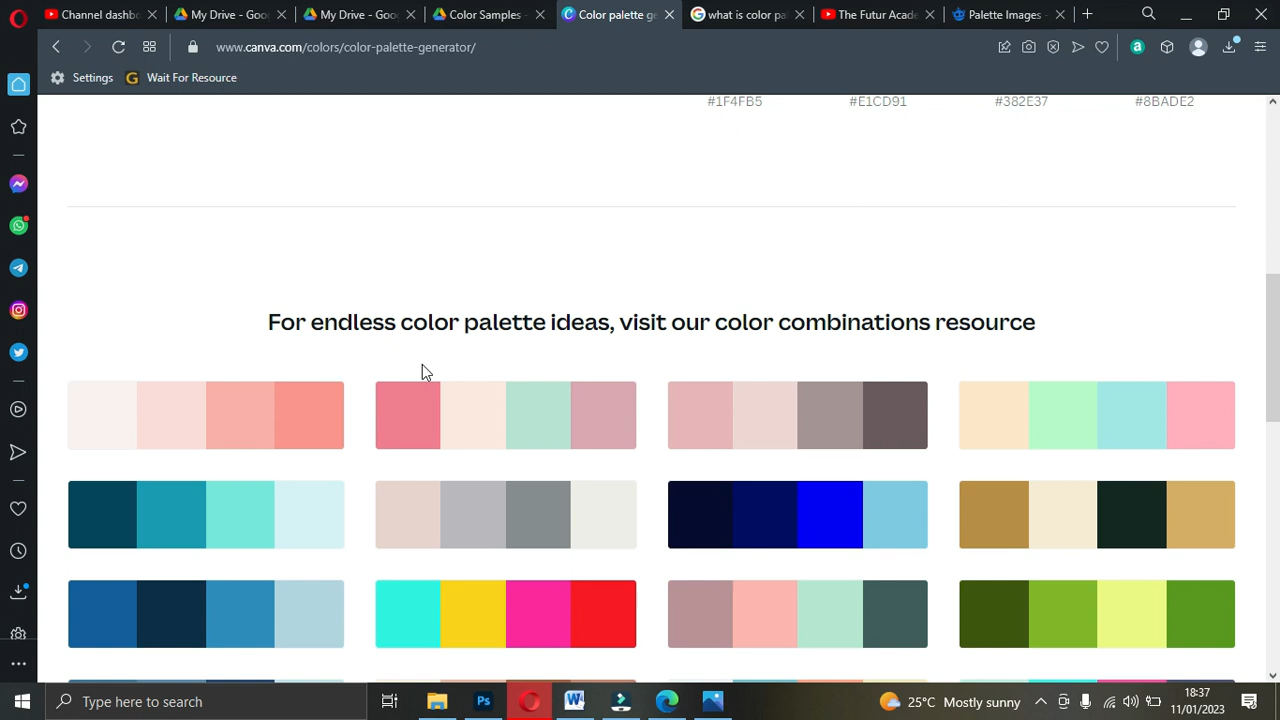 Channel dashb
My Drive - Goo
My Drive - Goo
Color Samples -
Color palette ge
what is color pa
The Futur Acade
Palette Images -
www.canva.com/colors/color-palette-generator/
Settings
Wait For Resource
#1F4FB5
#E1CD91
#382E37
#8BADE2
For endless color palette ideas, visit our color combinations resource
Type here to search
25°C Mostly sunny
18:37
11/01/2023